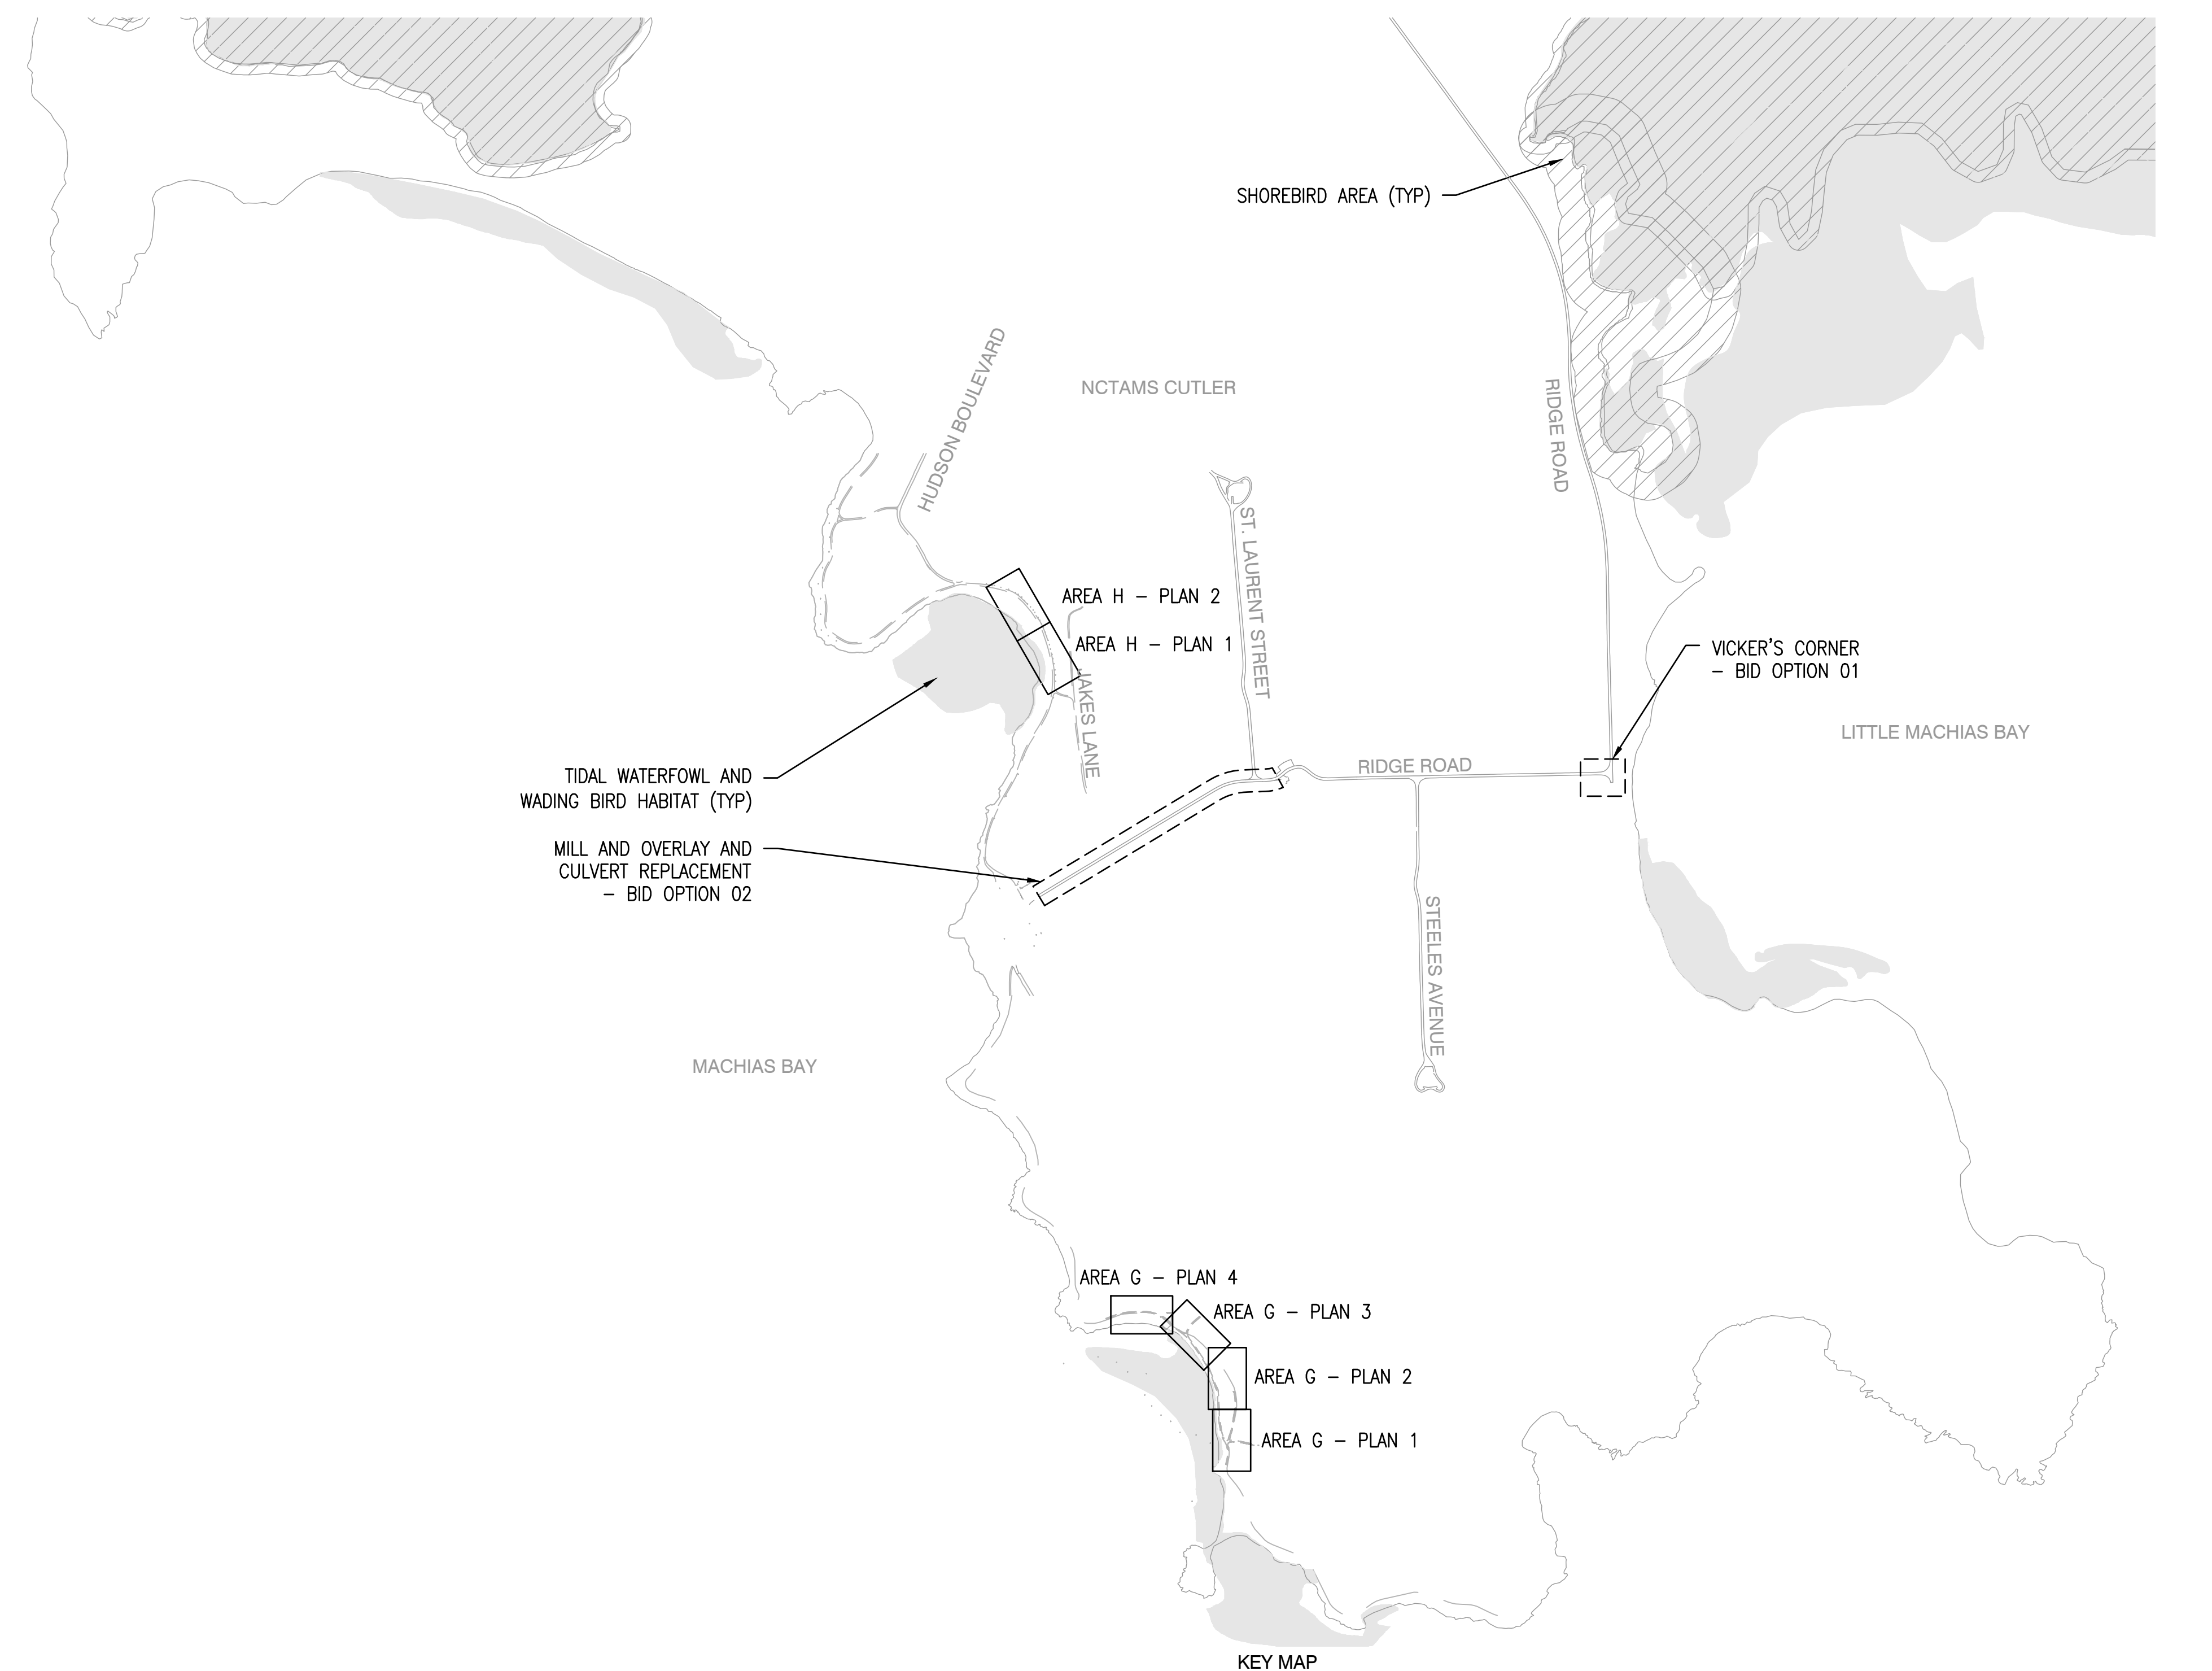 SHOREBIRD AREA (TYP)
HUDSON BOULEVARD
NCTAMS CUTLER
RIDGE ROAD
ST. LAURENT STREET
AREA H – PLAN 2
AREA H – PLAN 1
JAKES LANE
VICKER'S CORNER
– BID OPTION 01
LITTLE MACHIAS BAY
TIDAL WATERFOWL AND
WADING BIRD HABITAT (TYP)
RIDGE ROAD
MILL AND OVERLAY AND
CULVERT REPLACEMENT
– BID OPTION 02
STEELES AVENUE
MACHIAS BAY
AREA G – PLAN 4
AREA G – PLAN 3
AREA G – PLAN 2
AREA G – PLAN 1
KEY MAP